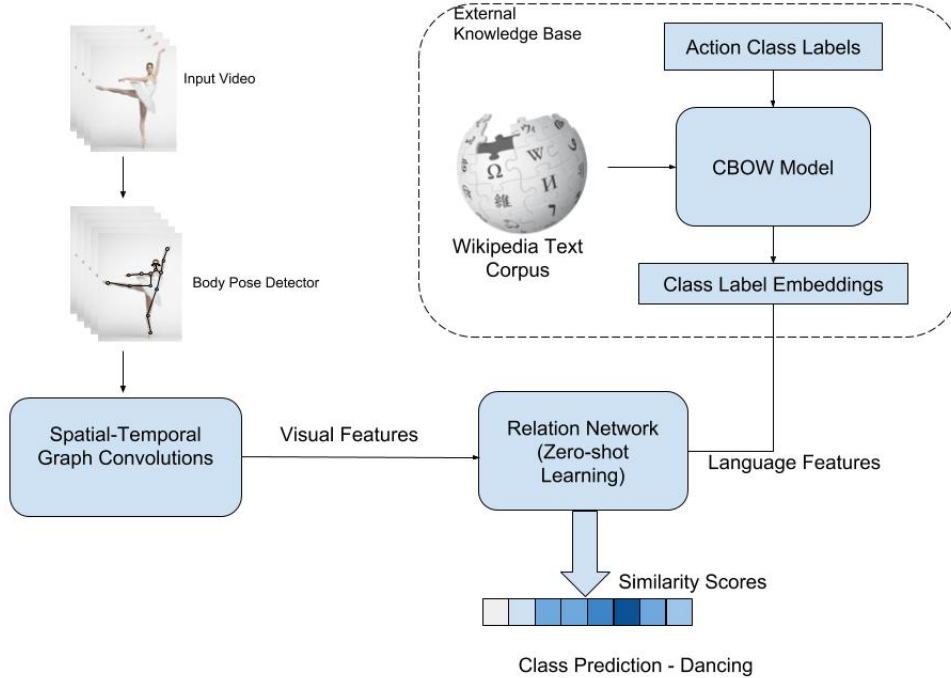 External
Knowledge Base
Action Class Labels
Input Video
CBOW Model
Ω
W
И
維
Wikipedia Text
Corpus
Body Pose Detector
Class Label Embeddings
Spatial-Temporal
Graph Convolutions
Visual Features
Relation Network
(Zero-shot
Learning)
Language Features
Similarity Scores
Class Prediction - Dancing